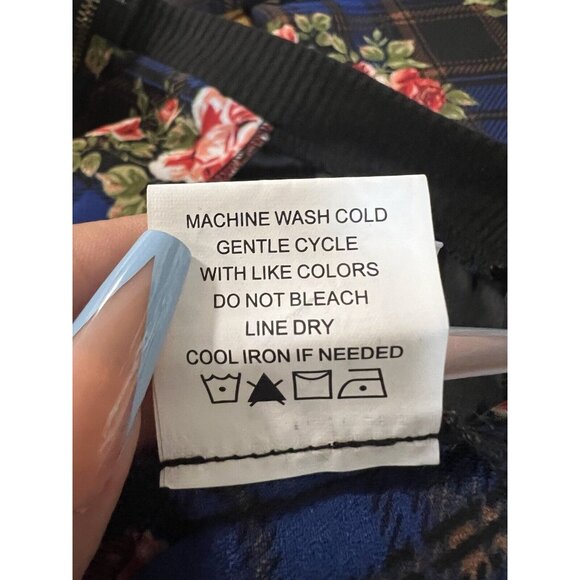 MACHINE WASH COLD
GENTLE CYCLE
WITH LIKE COLORS
DO NOT BLEACH
LINE DRY
COOL IRON IF NEEDED